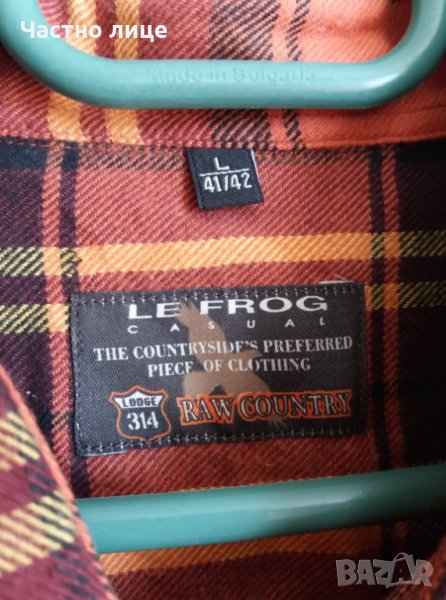 Частно лице
Made in Bulgaria
L
41/42
LE FROG
CASUAL
THE COUNTRYSIDE'S PREFERRED
PIECE OF CLOTHING
LODGE
314
RAW COUNTRY
BAZAR